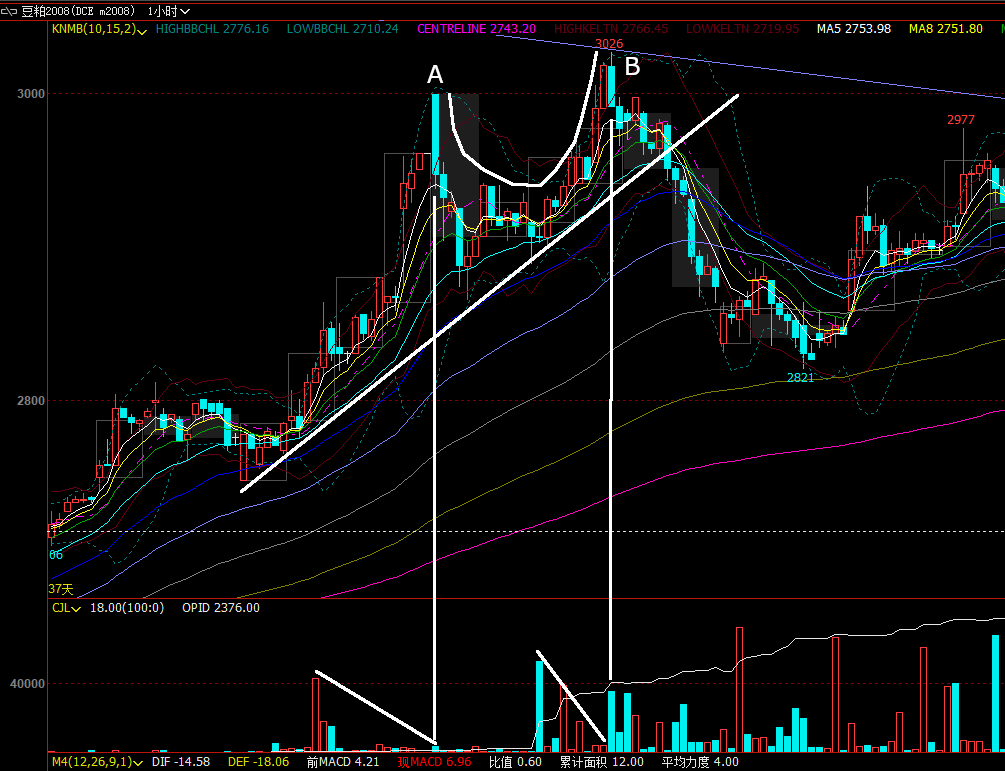 豆粕2008(DCE m2008) 1小时
KNMB(10,15,2) HIGHBBCHL 2776.16 LOWBBCHL 2710.24 CENTRELINE 2743.20 HIGHKELTN 2766.45 LOWKELTN 2719.95 MA5 2753.98 MA8 2751.80
3026
A
B
3000
2977
2800
2821
06
37天
CJL 18.00(100:0) OPID 2376.00
40000
M4(12,26,9,1) DIF -14.58 DEF -18.06 前MACD 4.21 现MACD 6.96 比值 0.60 累计面积 12.00 平均力度 4.00